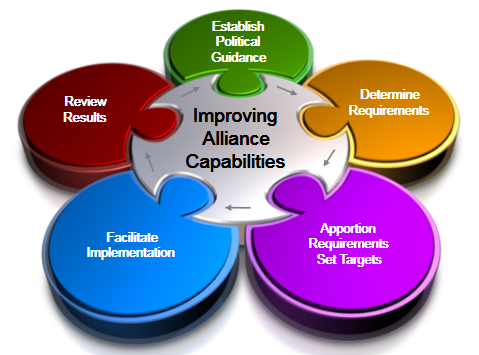 Establish
Political
Guidance
Determine
Requirements
Apportion
Requirements
Set Targets
Facilitate
Implementation
Review
Results
Improving
Alliance
Capabilities